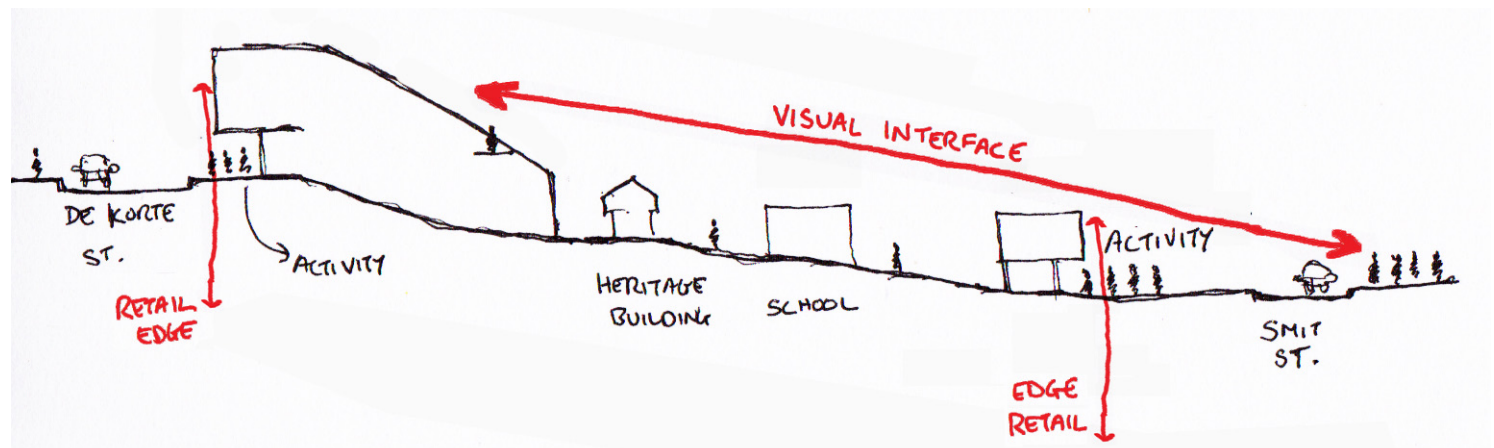 VISUAL INTERFACE
DE KORTE
ST.
ACTIVITY
RETAIL
EDGE
HERITAGE
BUILDING
SCHOOL
ACTIVITY
SMIT
ST.
EDGE
RETAIL